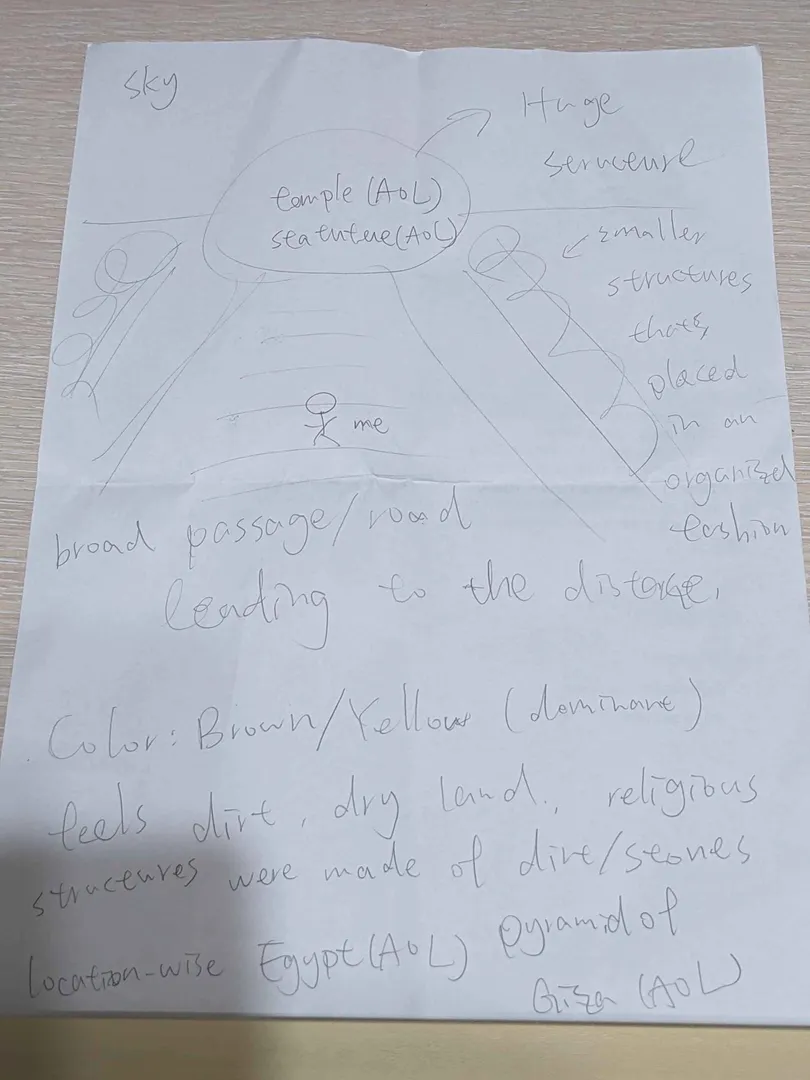 sky
Huge
structure
temple (AOL)
statuture (AOL)
smaller
structures
thats
placed
in an
organized
fashion
me
broad passage/road
leading to the distance,
Color: Brown/Yellow (dominant)
feels dirt, dry land, religious
structures were made of dirt/stones
location-wise Egypt (AOL) pyramid of
Giza (AOL)